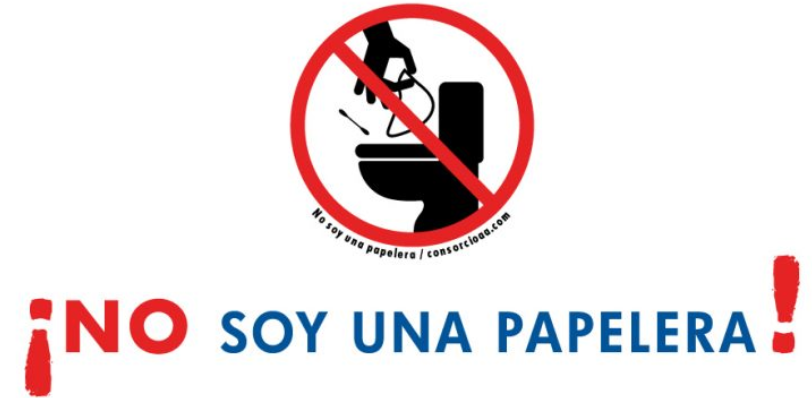 No soy una papelera / consorcioaa.com
¡NO SOY UNA PAPELERA!